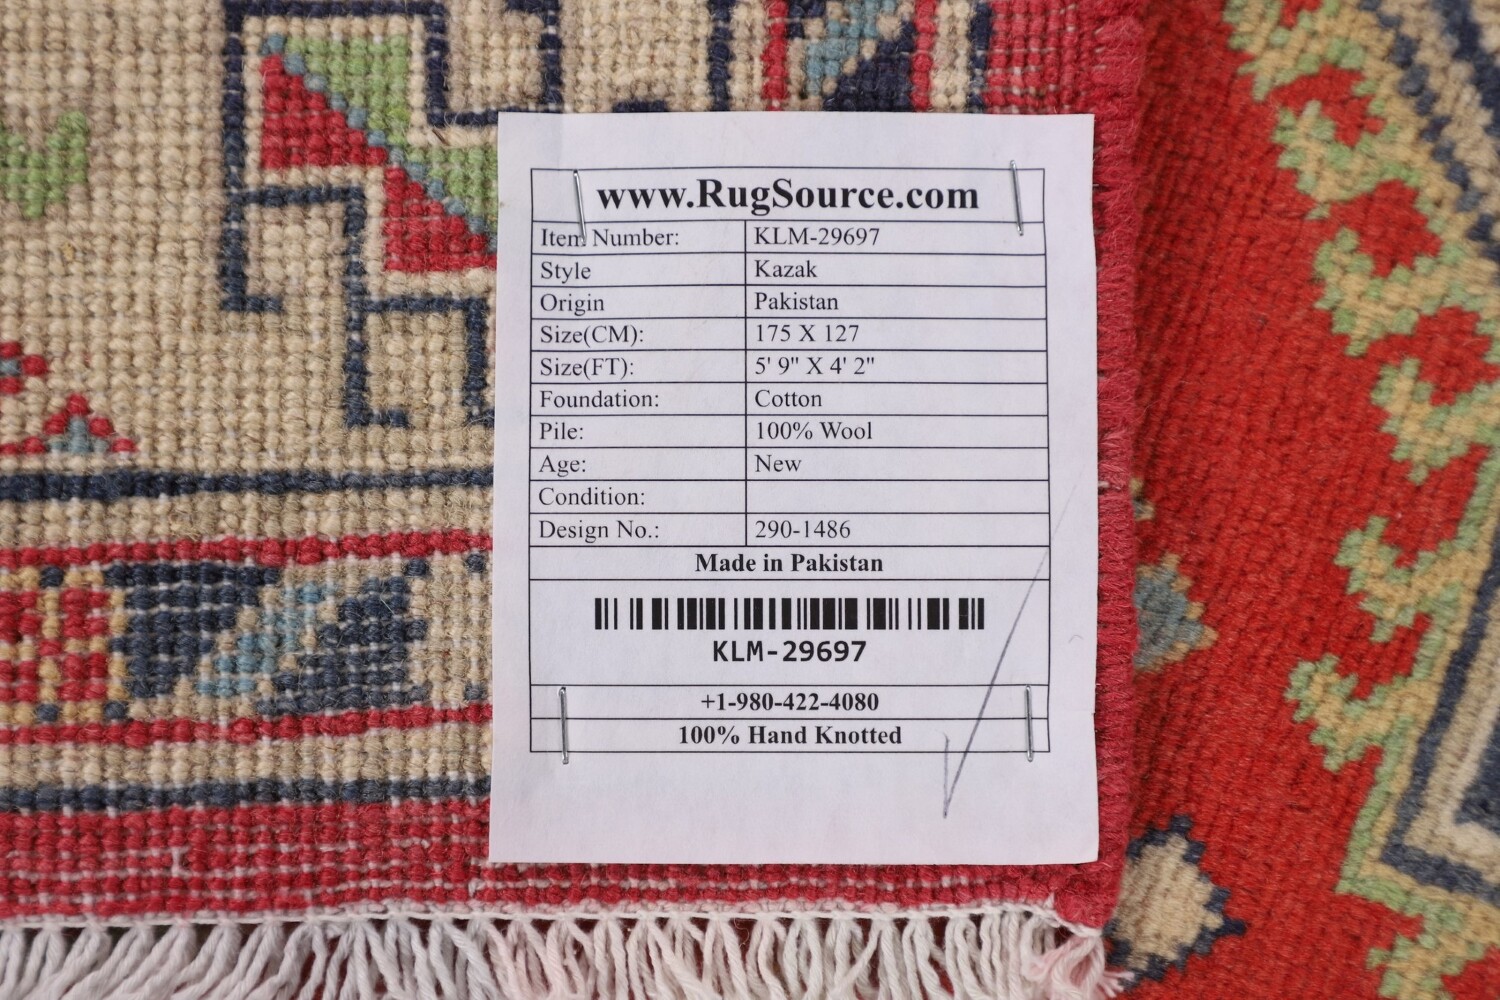 www.RugSource.com
Item Number: KLM-29697
Style Kazak
Origin Pakistan
Size(CM): 175 X 127
Size(FT): 5' 9" X 4' 2"
Foundation: Cotton
Pile: 100% Wool
Age: New
Condition:
Design No.: 290-1486
Made in Pakistan
KLM-29697
+1-980-422-4080
100% Hand Knotted